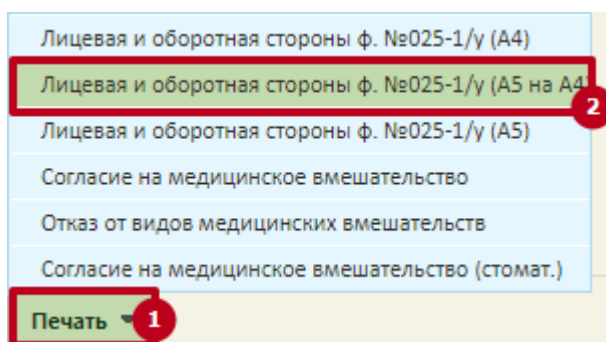 Лицевая и оборотная стороны ф. №025-1/у (А4)
Лицевая и оборотная стороны ф. №025-1/у (А5 на А4)
2
Лицевая и оборотная стороны ф. №025-1/у (А5)
Согласие на медицинское вмешательство
Отказ от видов медицинских вмешательств
Согласие на медицинское вмешательство (стомат.)
Печать 1